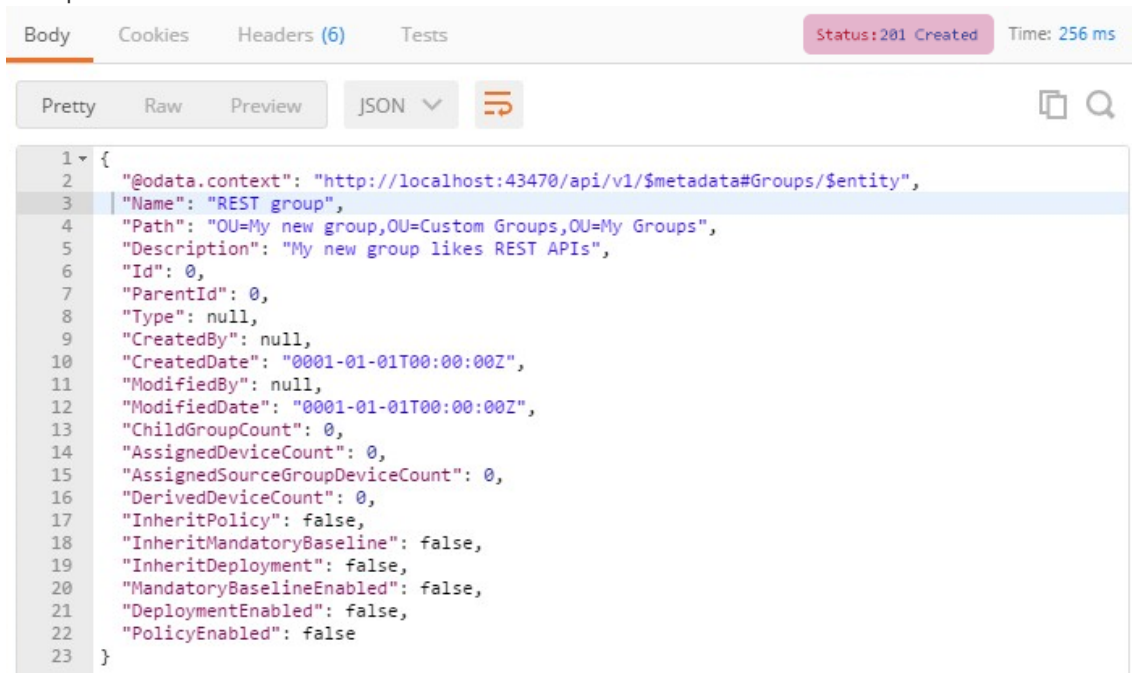 Body Cookies Headers (6) Tests Status:201 Created Time: 256 ms
Pretty Raw Preview JSON
1 {
2 "@odata.context": "http://localhost:43470/api/v1/$metadata#Groups/$entity",
3 "Name": "REST group",
4 "Path": "OU=My new group,OU=Custom Groups,OU=My Groups",
5 "Description": "My new group likes REST APIs",
6 "Id": 0,
7 "ParentId": 0,
8 "Type": null,
9 "CreatedBy": null,
10 "CreatedDate": "0001-01-01T00:00:00Z",
11 "ModifiedBy": null,
12 "ModifiedDate": "0001-01-01T00:00:00Z",
13 "ChildGroupCount": 0,
14 "AssignedDeviceCount": 0,
15 "AssignedSourceGroupDeviceCount": 0,
16 "DerivedDeviceCount": 0,
17 "InheritPolicy": false,
18 "InheritMandatoryBaseline": false,
19 "InheritDeployment": false,
20 "MandatoryBaselineEnabled": false,
21 "DeploymentEnabled": false,
22 "PolicyEnabled": false
23 }